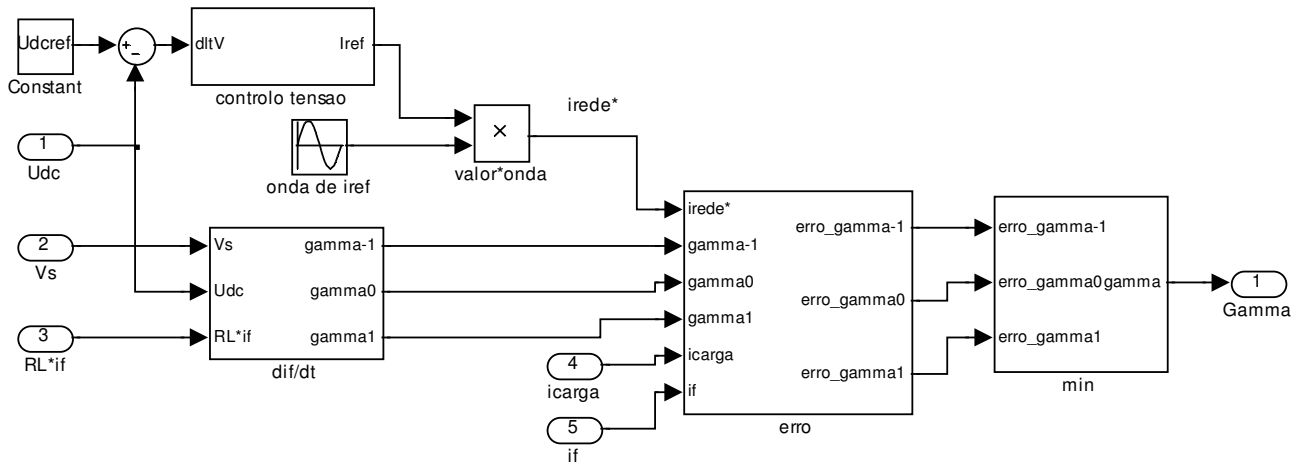 Udcref
+
−
dltV
Iref
Constant
controlo tensao
irede*
×
1
Udc
onda de iref
valor*onda
2
Vs
Vs
gamma-1
Udc
gamma0
RL*if
gamma1
3
RL*if
dif/dt
irede*
gamma-1
gamma0
gamma1
icarga
if
erro_gamma-1
erro_gamma0
erro_gamma1
erro
4
icarga
5
if
erro_gamma-1
erro_gamma0
gamma
erro_gamma1
min
1
Gamma